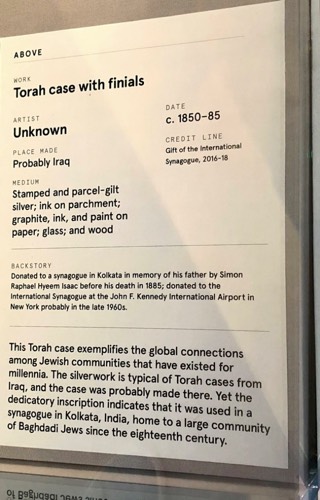 ABOVE
WORK
Torah case with finials
ARTIST
Unknown
PLACE MADE
Probably Iraq
MEDIUM
Stamped and parcel-gilt
silver; ink on parchment;
graphite, ink, and paint on
paper; glass; and wood
DATE
c. 1850–85
CREDIT LINE
Gift of the International
Synagogue, 2016-18
BACKSTORY
Donated to a synagogue in Kolkata in memory of his father by Simon
Raphael Hyeem Isaac before his death in 1885; donated to the
International Synagogue at the John F. Kennedy International Airport in
New York probably in the late 1960s.
This Torah case exemplifies the global connections
among Jewish communities that have existed for
millennia. The silverwork is typical of Torah cases from
Iraq, and the case was probably made there. Yet the
dedicatory inscription indicates that it was used in a
synagogue in Kolkata, India, home to a large community
of Baghdadi Jews since the eighteenth century.